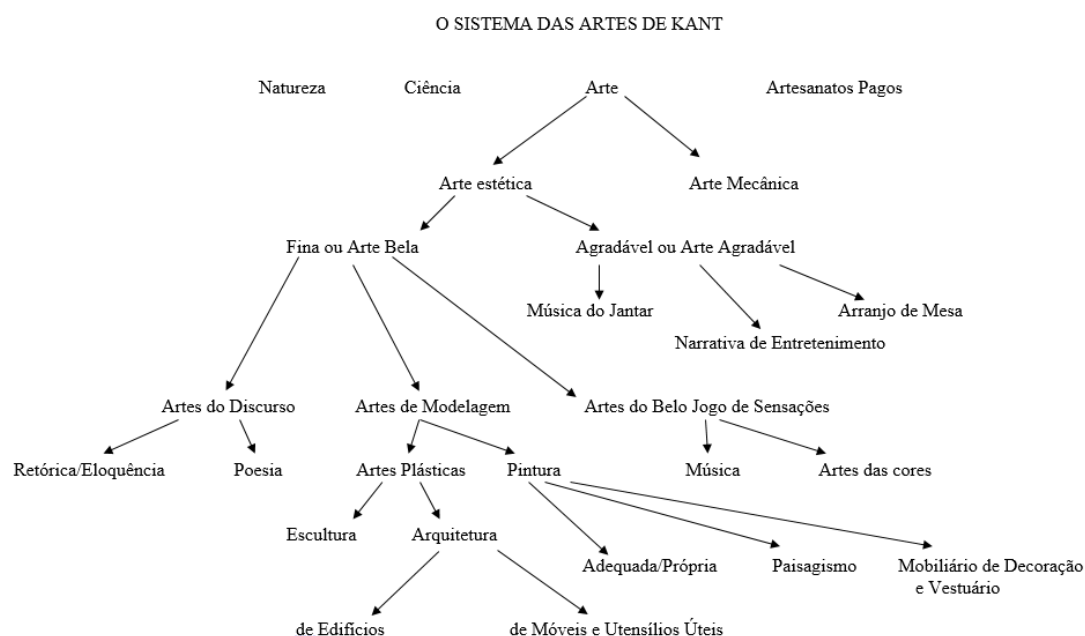 O SISTEMA DAS ARTES DE KANT
Natureza Ciência Arte Artesanatos Pagos
Arte estética Arte Mecânica
Fina ou Arte Bela Agradável ou Arte Agradável
Música do Jantar Arranjo de Mesa
Narrativa de Entretenimento
Artes do Discurso Artes de Modelagem Artes do Belo Jogo de Sensações
Retórica/Eloquência Poesia Artes Plásticas Pintura Música Artes das cores
Escultura Arquitetura
Adequada/Própria Paisagismo Mobiliário de Decoração
e Vestuário
de Edifícios de Móveis e Utensílios Úteis